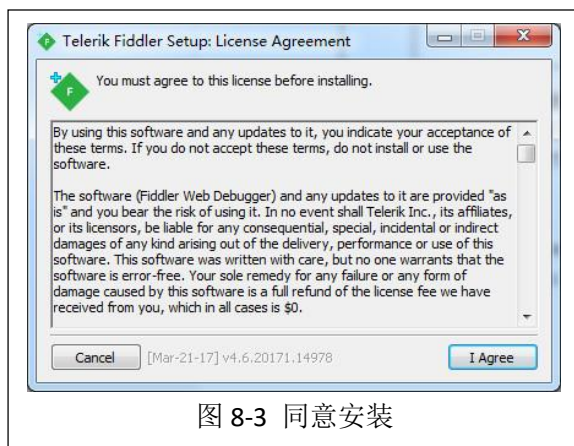 Telerik Fiddler Setup: License Agreement
You must agree to this license before installing.
By using this software and any updates to it, you indicate your acceptance of
these terms. If you do not accept these terms, do not install or use the
software.
The software (Fiddler Web Debugger) and any updates to it are provided "as
is" and you bear the risk of using it. In no event shall Telerik Inc., its affiliates,
or its licensors, be liable for any consequential, special, incidental or indirect
damages of any kind arising out of the delivery, performance or use of this
software. This software was written with care, but no one warrants that the
software is error-free. Your sole remedy for any failure or any form of
damage caused by this software is a full refund of the license fee we have
received from you, which in all cases is $0.
Cancel [Mar-21-17] v4.6.20171.14978 I Agree
图 8-3 同意安装